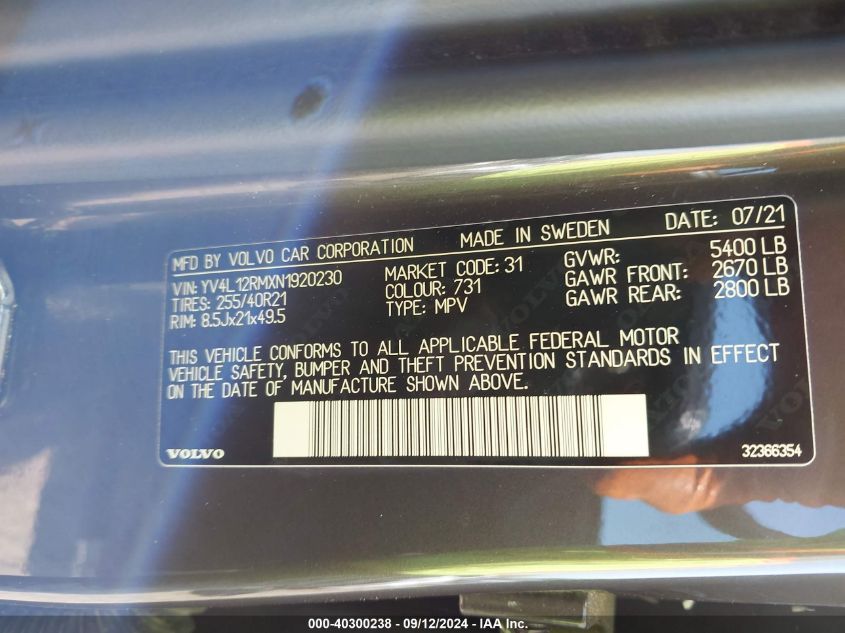 MFD BY VOLVO CAR CORPORATION MADE IN SWEDEN DATE: 07/21
VIN: YV4L12RMXN1920230 MARKET CODE: 31 GVWR: 5400 LB
TIRES: 255/40R21 COLOUR: 731 GAWR FRONT: 2670 LB
RIM: 8.5Jx21x49.5 TYPE: MPV GAWR REAR: 2800 LB
THIS VEHICLE CONFORMS TO ALL APPLICABLE FEDERAL MOTOR
VEHICLE SAFETY, BUMPER AND THEFT PREVENTION STANDARDS IN EFFECT
ON THE DATE OF MANUFACTURE SHOWN ABOVE.
VOLVO 32366354
000-40300238 - 09/12/2024 - IAA Inc.